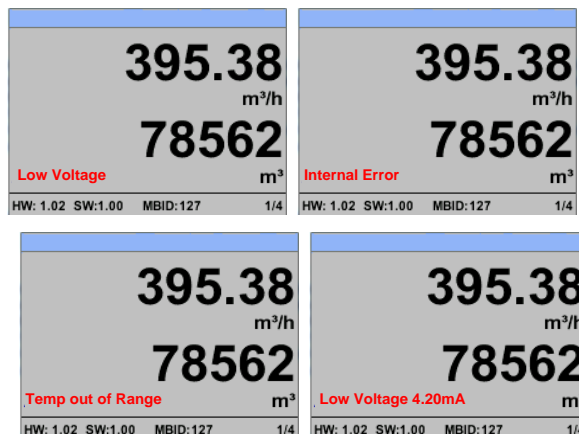 395.38
m³/h
78562
Low Voltage m³
HW: 1.02 SW:1.00 MBID:127 1/4
395.38
m³/h
78562
Internal Error m³
HW: 1.02 SW:1.00 MBID:127 1/4
395.38
m³/h
78562
Temp out of Range m³
HW: 1.02 SW:1.00 MBID:127 1/4
395.38
m³/h
78562
Low Voltage 4.20mA m
HW: 1.02 SW:1.00 MBID:127 1/